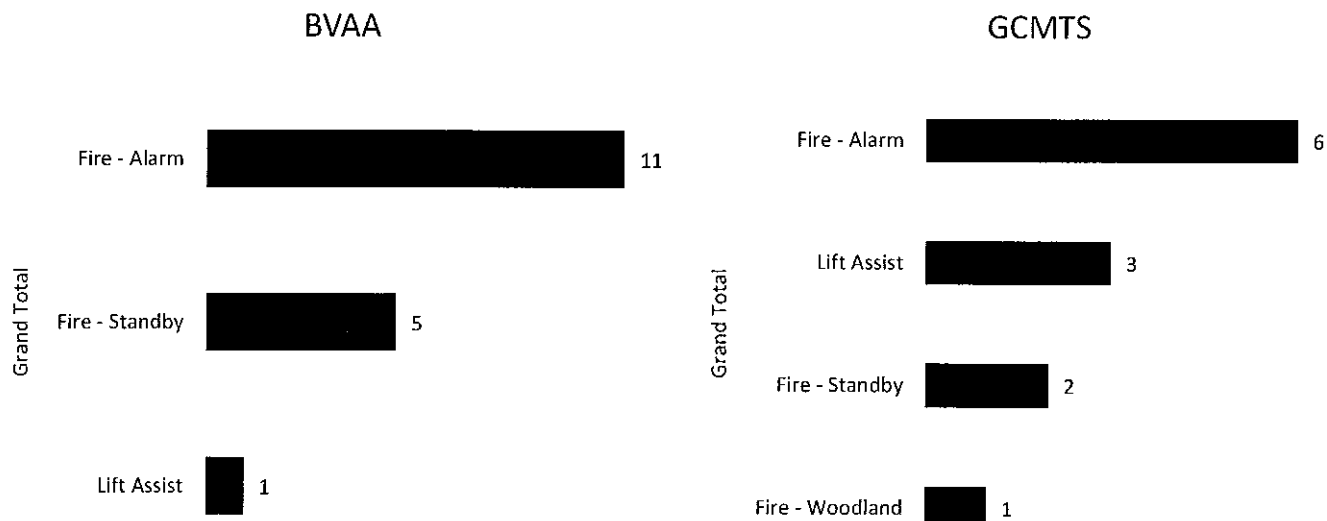 BVAA
Grand Total
Fire - Alarm
11
Fire - Standby
5
Lift Assist
1
GCMTS
Grand Total
Fire - Alarm
6
Lift Assist
3
Fire - Standby
2
Fire - Woodland
1